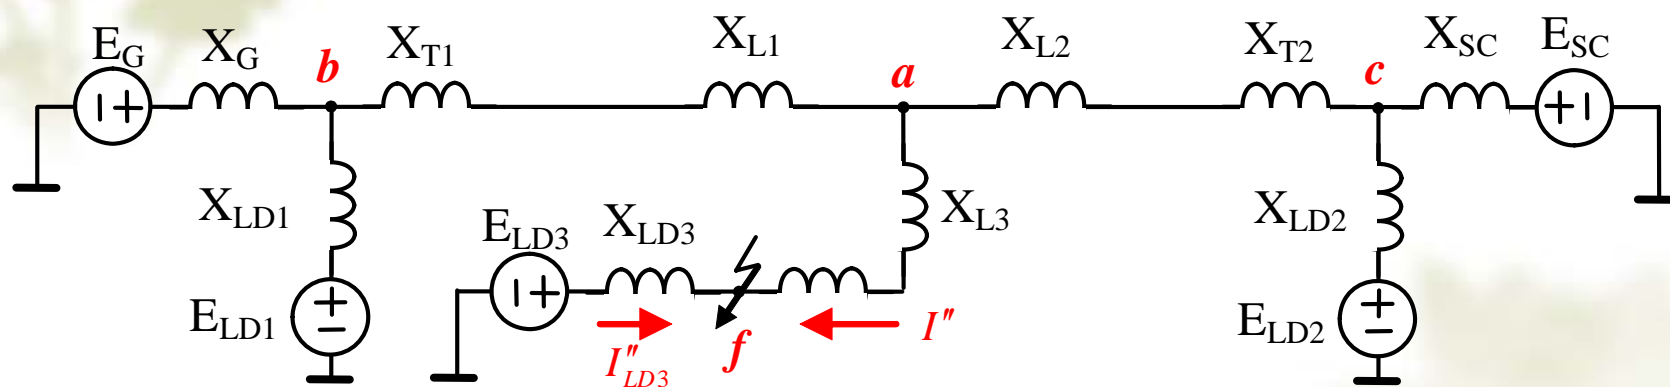 E_G X_G b X_T1 X_L1 a X_L2 X_T2 c X_SC E_SC
X_LD1 E_LD3 X_LD3 X_L3 X_LD2
E_LD1 I''_LD3 f I'' E_LD2